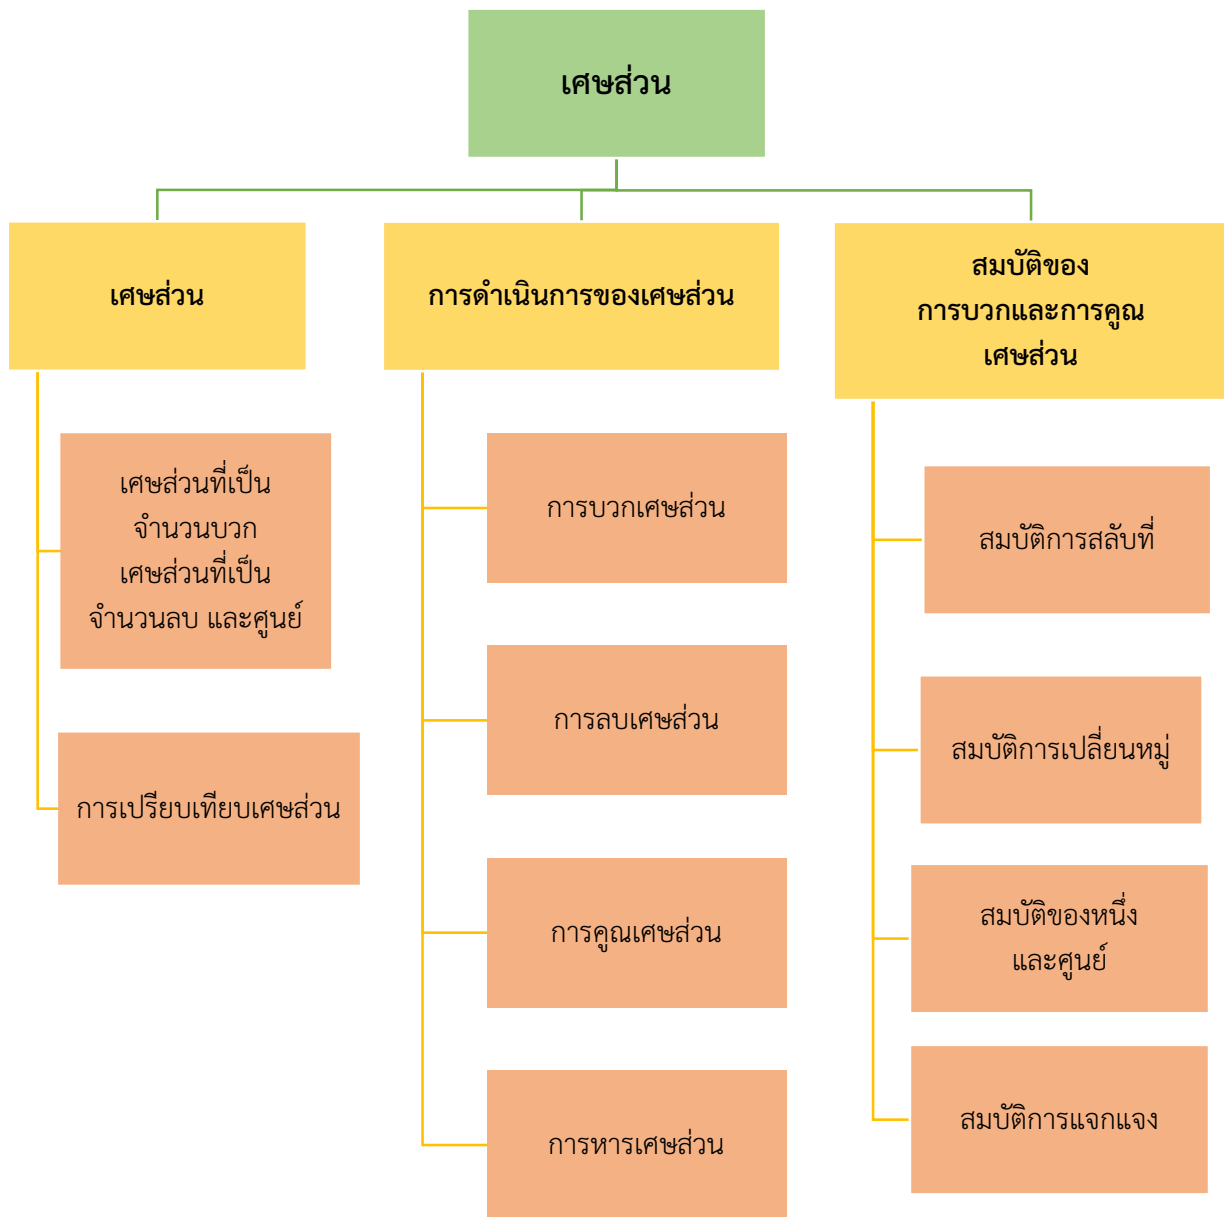 เศษส่วน
เศษส่วน
เศษส่วนที่เป็น
จำนวนบวก
เศษส่วนที่เป็น
จำนวนลบ และศูนย์
การเปรียบเทียบเศษส่วน
การดำเนินการของเศษส่วน
การบวกเศษส่วน
การลบเศษส่วน
การคูณเศษส่วน
การหารเศษส่วน
สมบัติของ
การบวกและการคูณ
เศษส่วน
สมบัติการสลับที่
สมบัติการเปลี่ยนหมู่
สมบัติของหนึ่ง
และศูนย์
สมบัติการแจกแจง